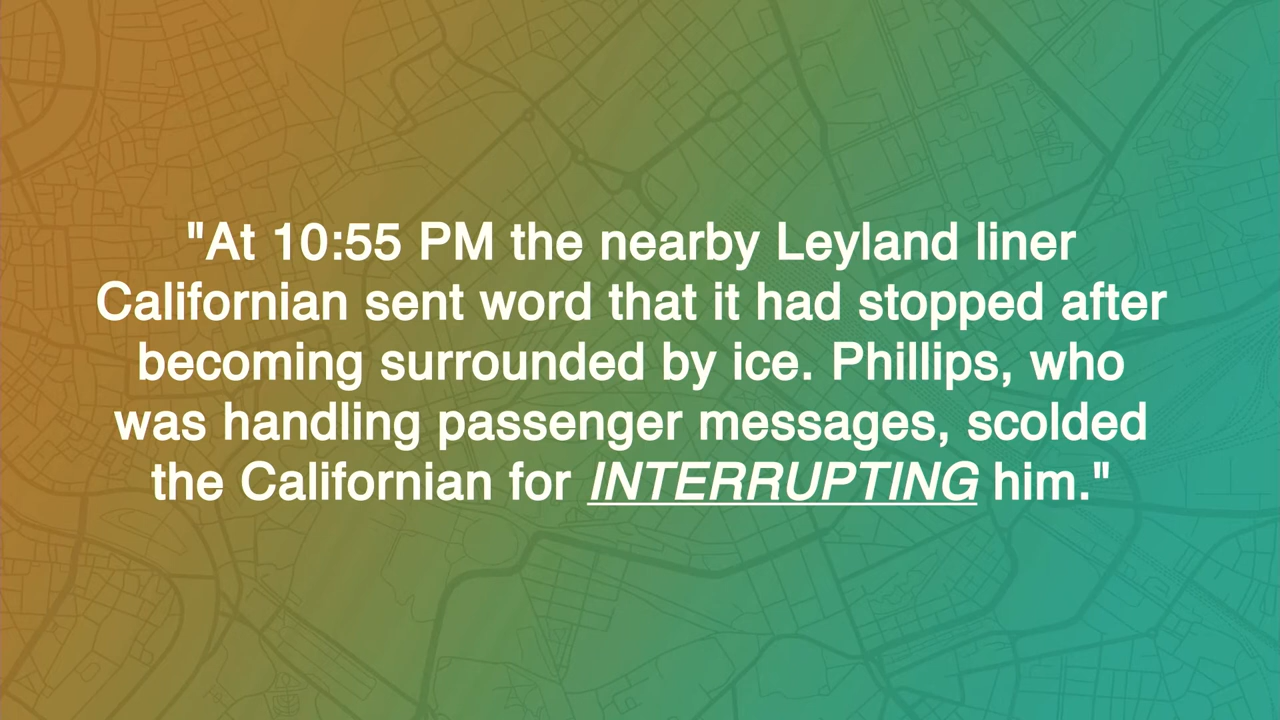 "At 10:55 PM the nearby Leyland liner
Californian sent word that it had stopped after
becoming surrounded by ice. Phillips, who
was handling passenger messages, scolded
the Californian for INTERRUPTING him."